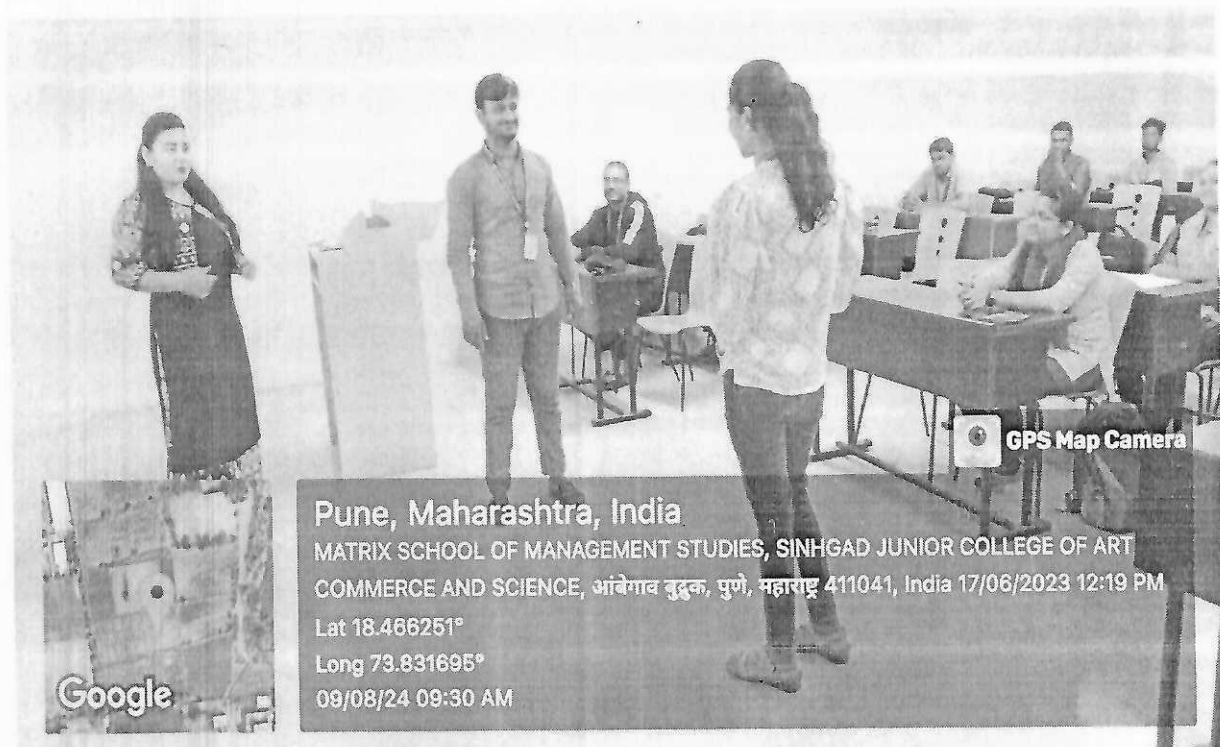 GPS Map Camera
Pune, Maharashtra, India
MATRIX SCHOOL OF MANAGEMENT STUDIES, SINHGAD JUNIOR COLLEGE OF ART
COMMERCE AND SCIENCE, आंबेगाव बुद्रुक, पुणे, महाराष्ट्र 411041, India 17/06/2023 12:19 PM
Lat 18.466251°
Long 73.831695°
09/08/24 09:30 AM
Google